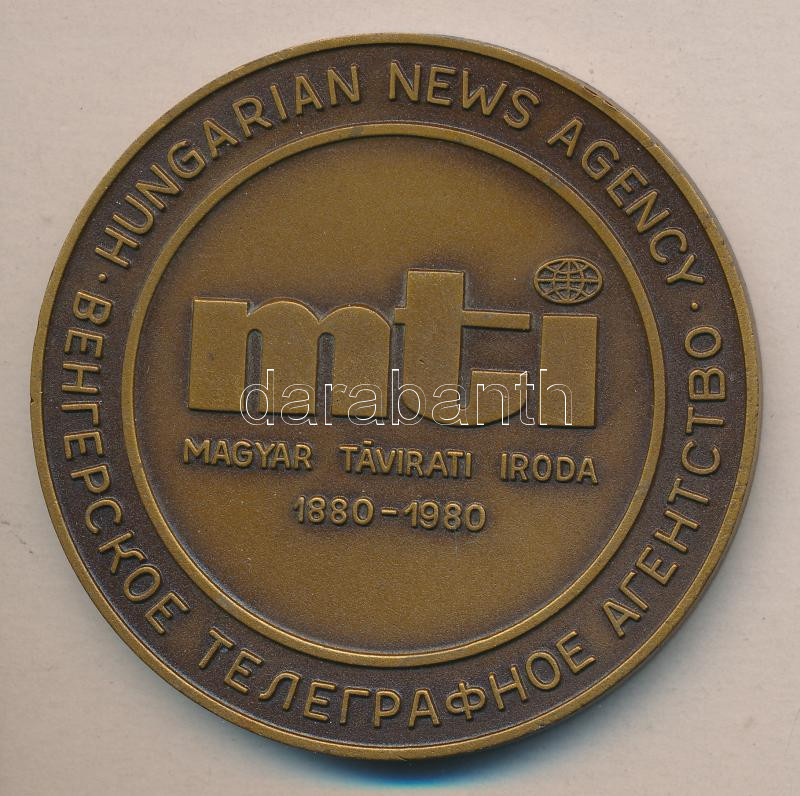 · HUNGARIAN NEWS AGENCY ·
mti
MAGYAR TÁVIRATI IRODA
1880-1980
ВЕНГЕРСКОЕ ТЕЛЕГРАФНОЕ АГЕНТСТВО
darabanth